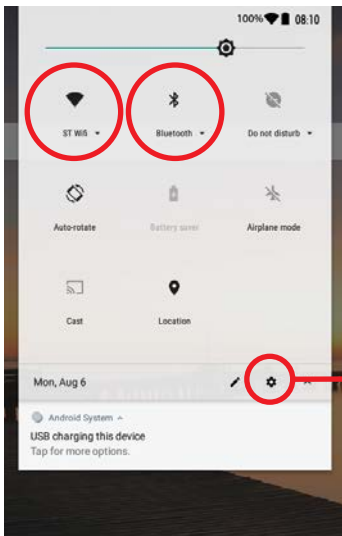 100% 08:10
ST Wifi Bluetooth Do not disturb
Auto-rotate Battery saver Airplane mode
Cast Location
Mon, Aug 6
Android System
USB charging this device
Tap for more options.